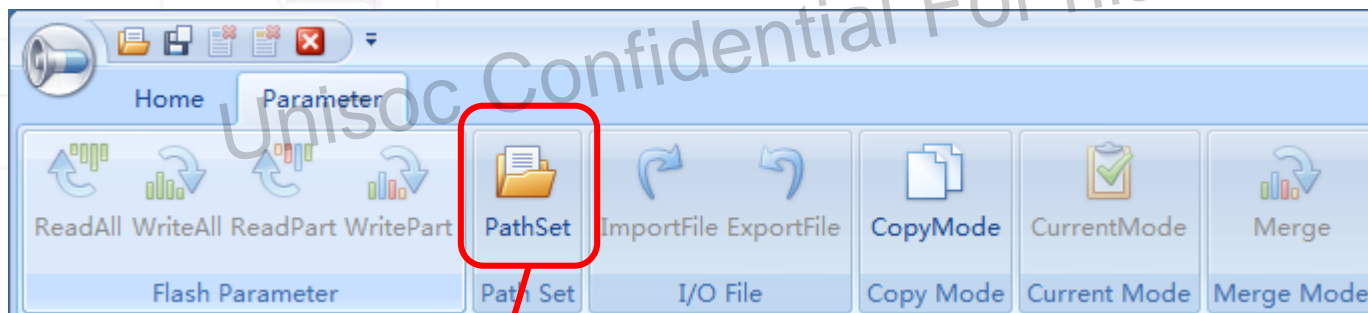 Unisoc Confidential For
Home Parameter
ReadAll WriteAll ReadPart WritePart PathSet ImportFile ExportFile CopyMode CurrentMode Merge
Flash Parameter Path Set I/O File Copy Mode Current Mode Merge Mode